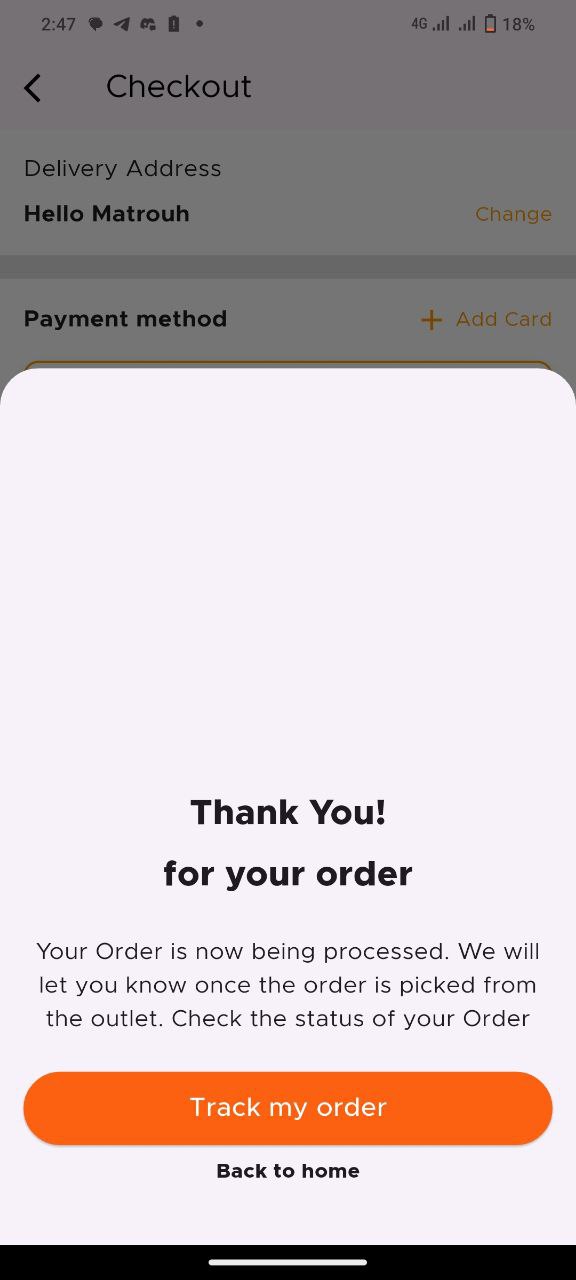 2:47
4G
18%
Checkout
Delivery Address
Hello Matrouh
Change
Payment method
+ Add Card
Thank You!
for your order
Your Order is now being processed. We will
let you know once the order is picked from
the outlet. Check the status of your Order
Track my order
Back to home